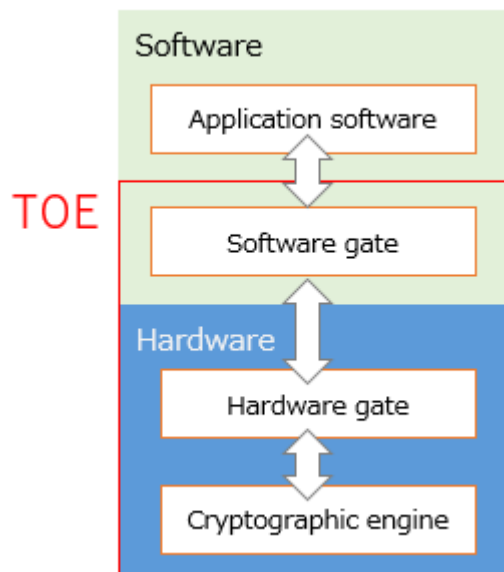 Software
Application software
TOE
Software gate
Hardware
Hardware gate
Cryptographic engine